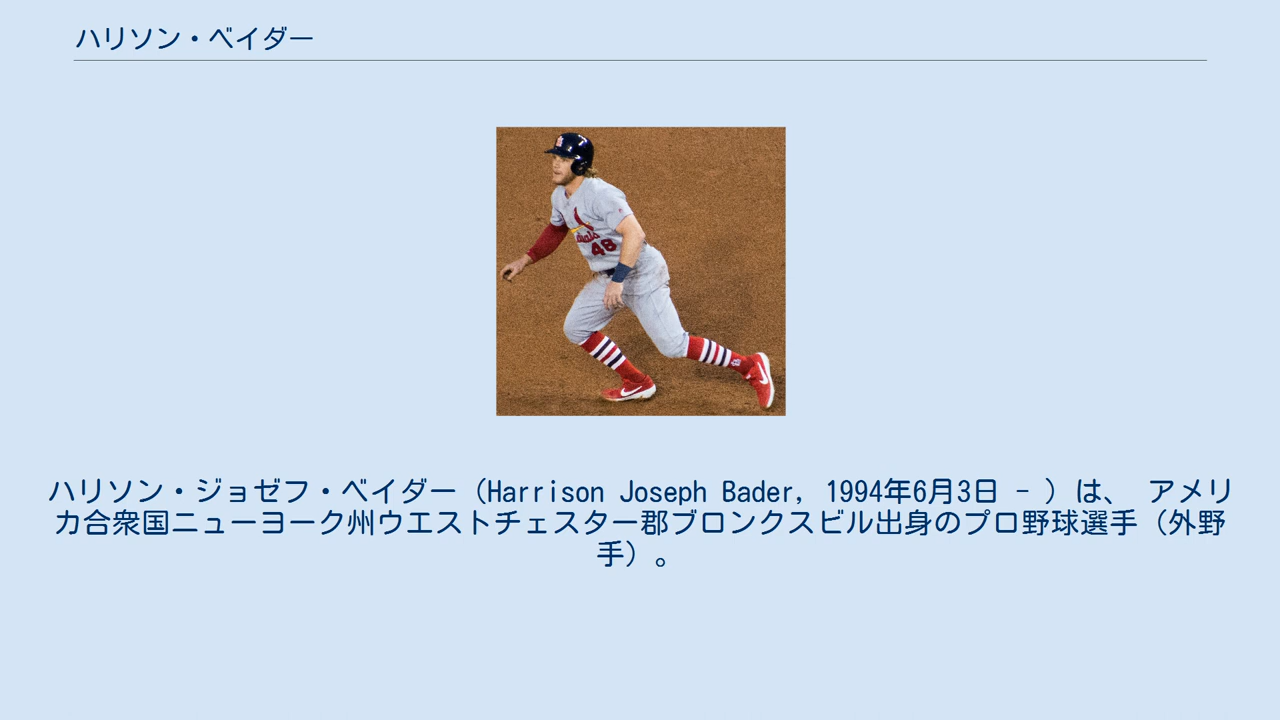 ハリソン・ベイダー
48
ハリソン・ジョゼフ・ベイダー（Harrison Joseph Bader, 1994年6月3日 - ）は、 アメリ
カ合衆国ニューヨーク州ウエストチェスター郡ブロンクスビル出身のプロ野球選手（外野
手）。